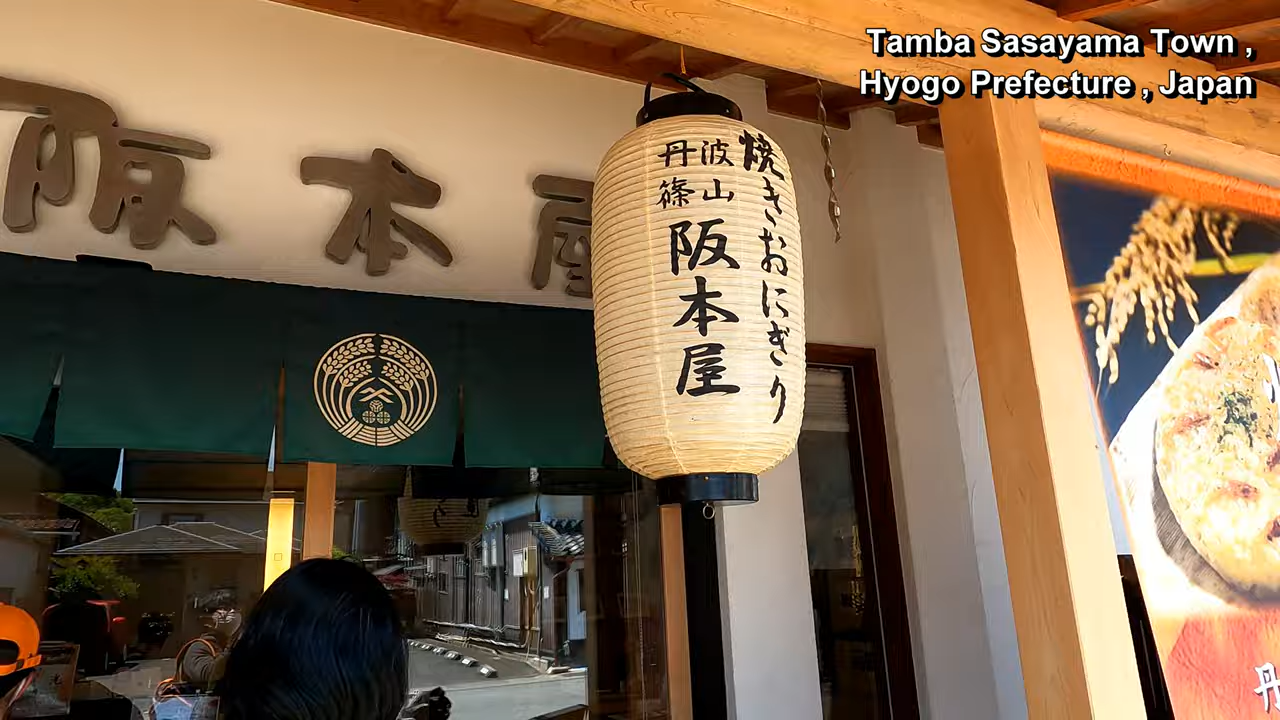 Tamba Sasayama Town ,
Hyogo Prefecture , Japan
阪本屋
焼きおにぎり
丹波
篠山
阪本屋
丹